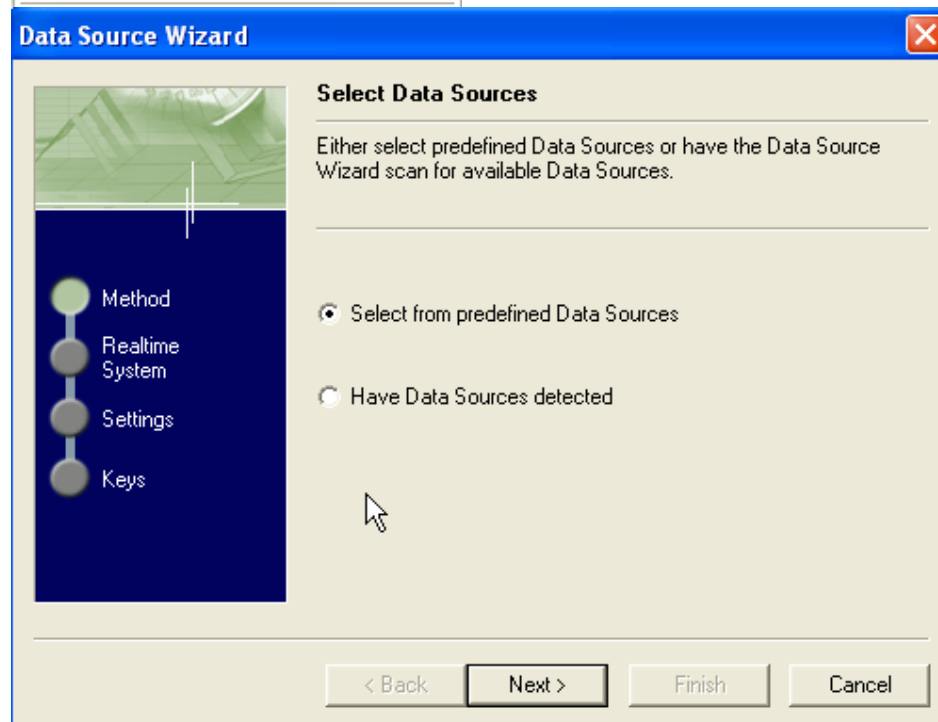 Data Source Wizard
Select Data Sources
Either select predefined Data Sources or have the Data Source
Wizard scan for available Data Sources.
Method
Realtime
System
Settings
Keys
Select from predefined Data Sources
Have Data Sources detected
< Back
Next >
Finish
Cancel